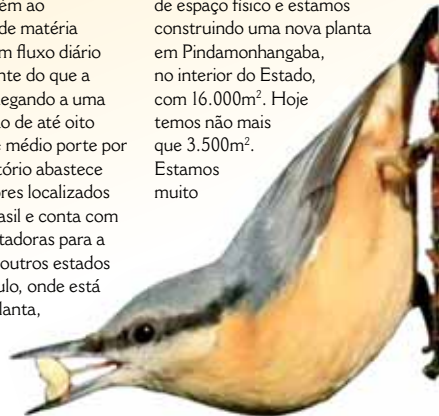 ém ao
de matéria
m fluxo diário
nte do que a
egando a uma
o de até oito
médio porte por
tório abastece
res localizados
asil e conta com
tadoras para a
outros estados
ulo, onde está
lanta,
de espaço físico e estamos
construindo uma nova planta
em Pindamonhangaba,
no interior do Estado,
com 16.000m².  Hoje
temos não mais
que 3.500m².
Estamos
muito